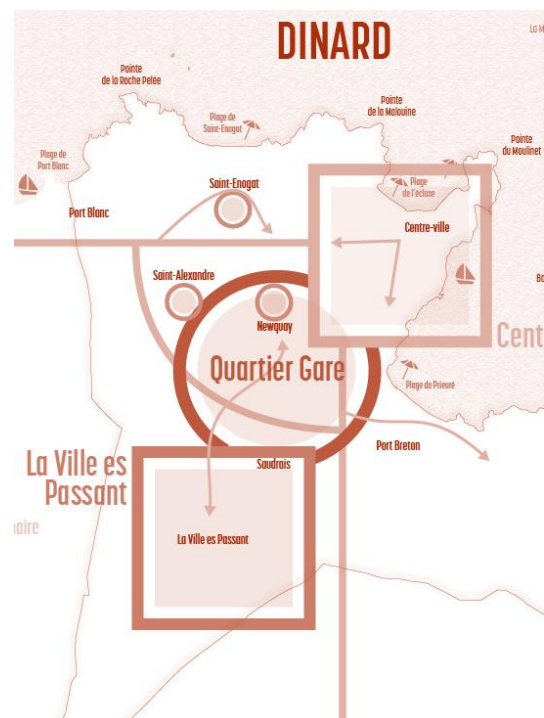 DINARD
La M
Pointe
de la Roche Pelée
Pointe
de la Malouine
Plage de
Saint-Enogat
Pointe
du Moulinet
Plage de
Port Blanc
Plage
de l'écluse
Saint-Enogat
Port Blanc
Centre-ville
Saint-Alexandre
Bo
Newquay
Cent
Quartier Gare
Plage du Prieuré
Port Breton
La Ville es
Passant
Saudrais
naire
La Ville es Passant